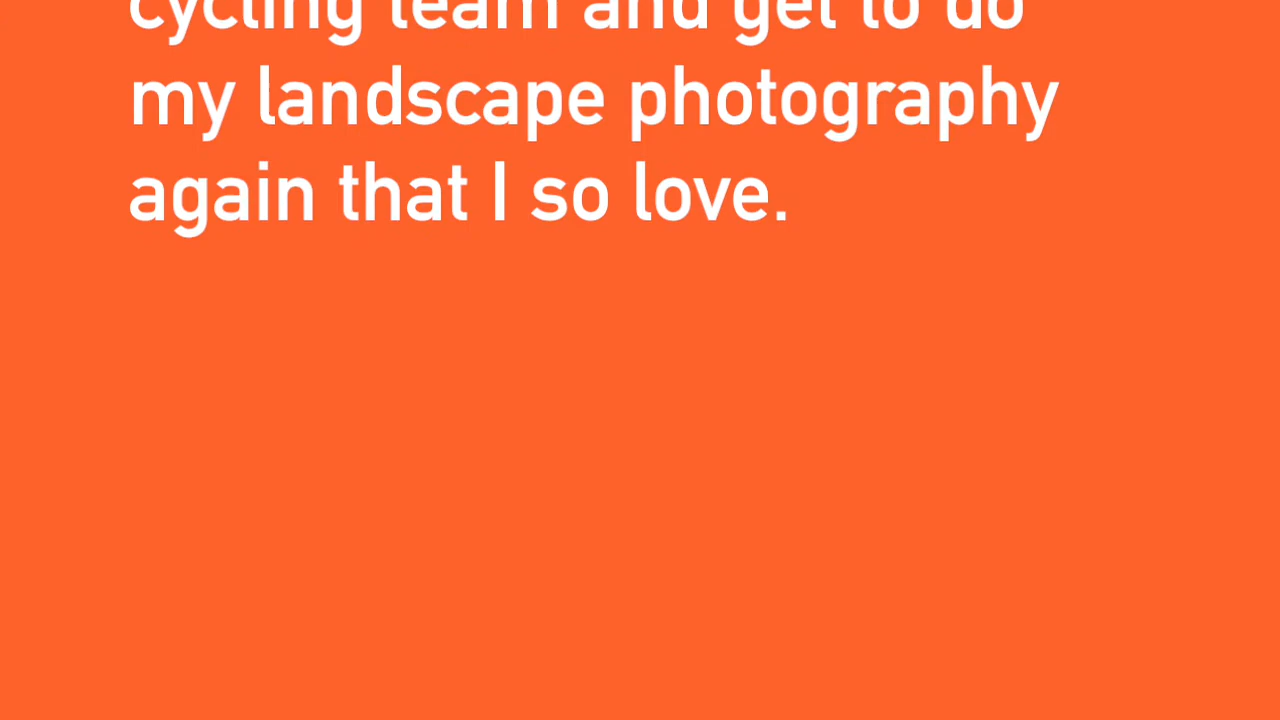 cycling team and get to do
my landscape photography
again that I so love.